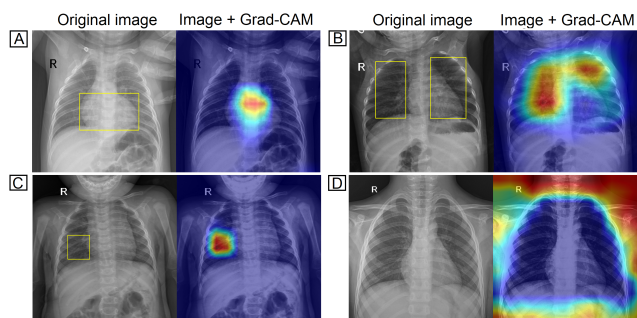 Original image Image + Grad-CAM Original image Image + Grad-CAM
A R B R R
C R R D R R